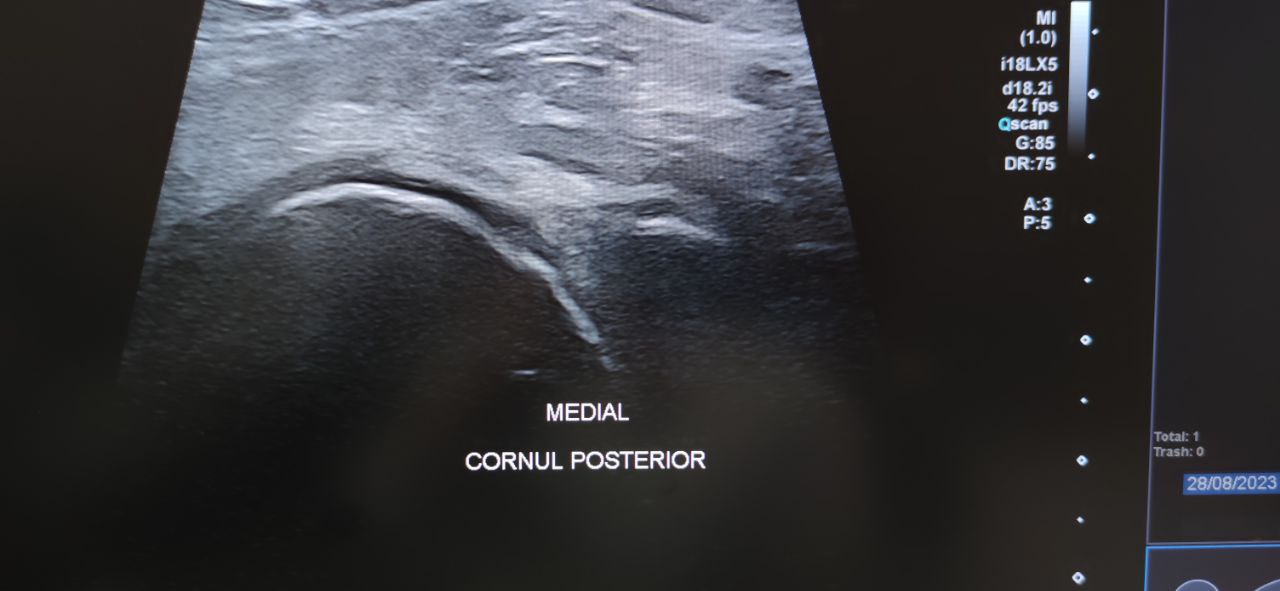 MI
(1.0)
i18LX5
d18.2i
42 fps
Qscan
G:85
DR:75
A:3
P:5
MEDIAL
CORNUL POSTERIOR
Total: 1
Trash: 0
28/08/2023